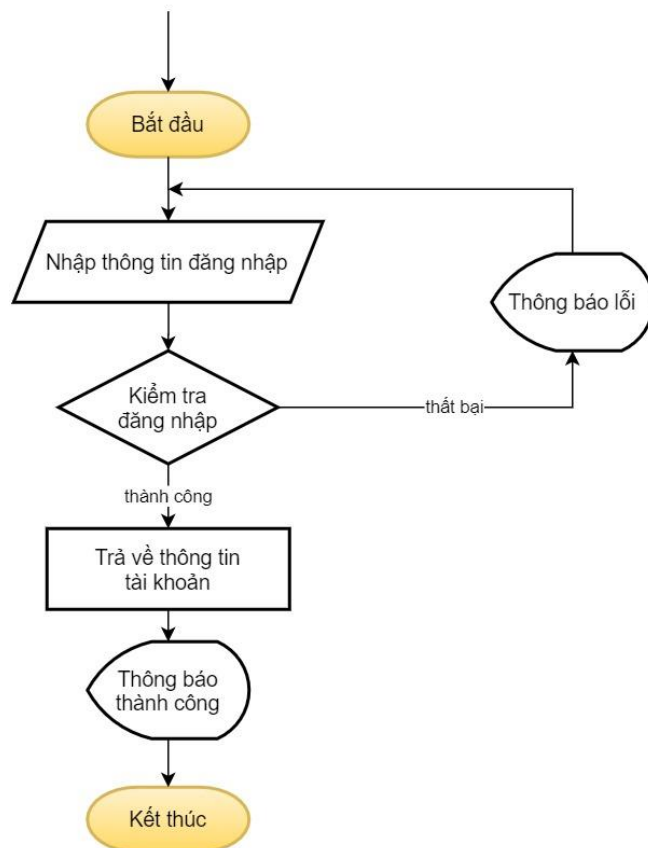 Bắt đầu
Nhập thông tin đăng nhập
Thông báo lỗi
Kiểm tra
đăng nhập
thất bại
thành công
Trả về thông tin
tài khoản
Thông báo
thành công
Kết thúc